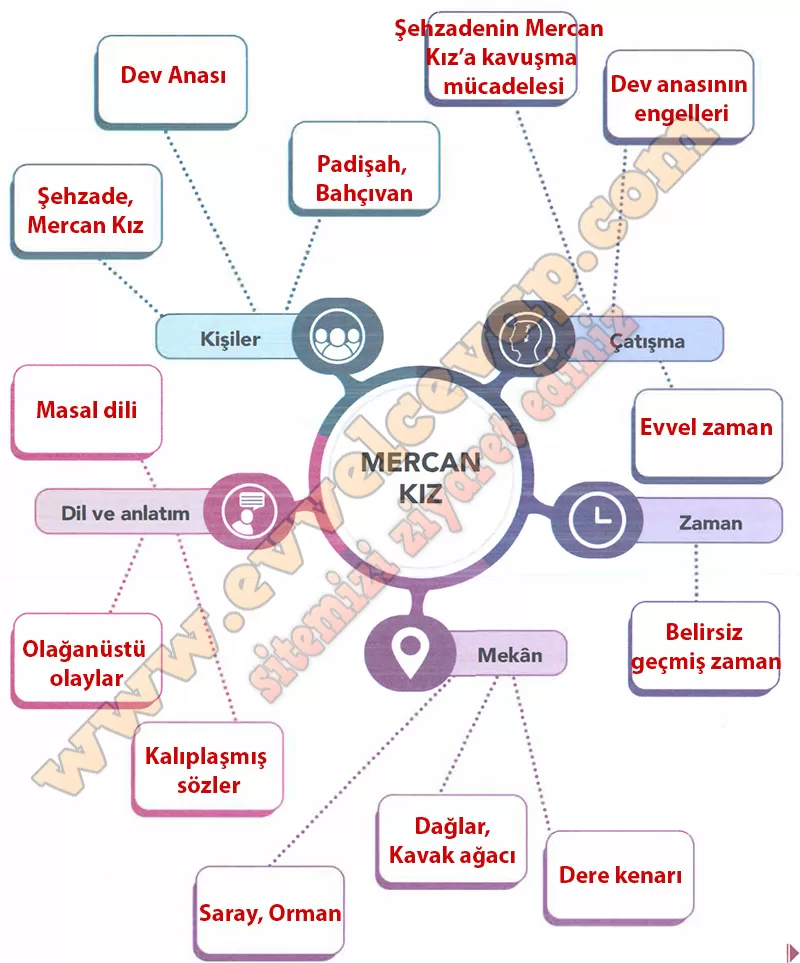 Şehzadenin Mercan
Kız'a kavuşma
mücadelesi
Dev Anası
Dev anasının
engelleri
Padişah,
Bahçıvan
Şehzade,
Mercan Kız
Kişiler
Çatışma
Masal dili
Evvel zaman
MERCAN
KIZ
Dil ve anlatım
Zaman
Olağanüstü
olaylar
Mekân
Belirsiz
geçmiş zaman
Kalıplaşmış
sözler
Dağlar,
Kavak ağacı
Dere kenarı
Saray, Orman
www.evvelcevap.com
sitemizi ziyaret ediniz